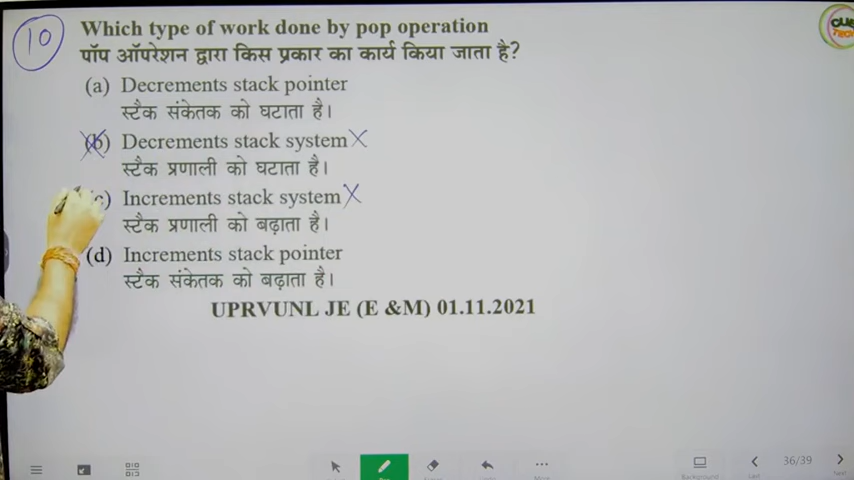 10 Which type of work done by pop operation
पॉप ऑपरेशन द्वारा किस प्रकार का कार्य किया जाता है?
(a) Decrements stack pointer
स्टैक संकेतक को घटाता है।
(b) Decrements stack system
स्टैक प्रणाली को घटाता है।
(c) Increments stack system
स्टैक प्रणाली को बढ़ाता है।
(d) Increments stack pointer
स्टैक संकेतक को बढ़ाता है।
UPRVUNL JE (E &M) 01.11.2021
36/39
More
Background